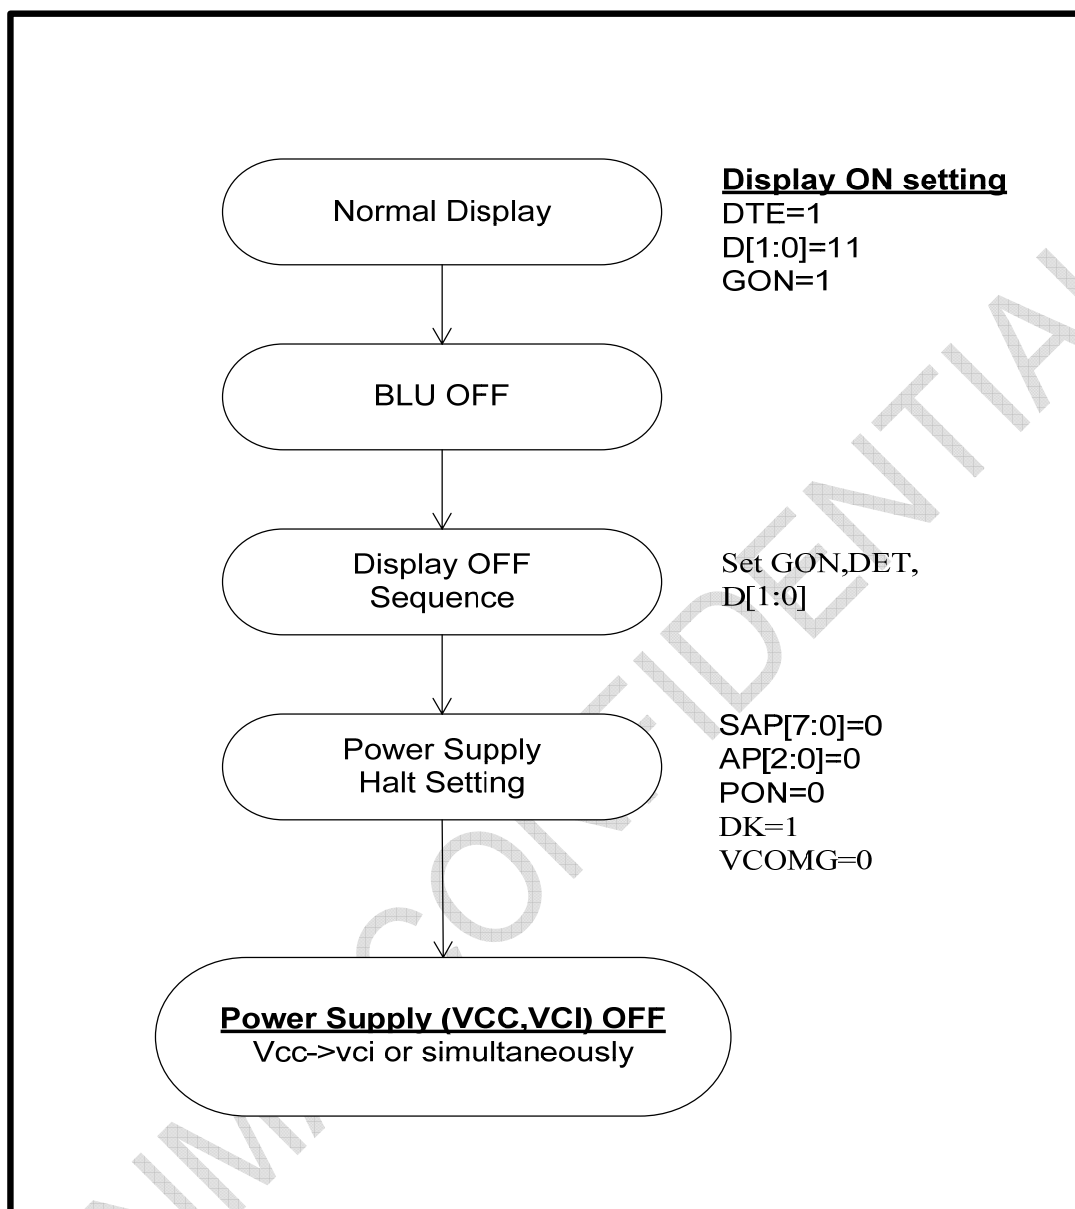 Normal Display
Display ON setting
DTE=1
D[1:0]=11
GON=1
BLU OFF
Display OFF
Sequence
Set GON,DET,
D[1:0]
Power Supply
Halt Setting
SAP[7:0]=0
AP[2:0]=0
PON=0
DK=1
VCOMG=0
Power Supply (VCC,VCI) OFF
Vcc->vci or simultaneously
CONFIDENTIAL